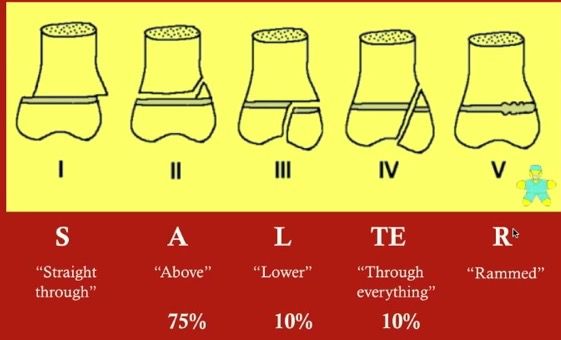 I II III IV V
S A L TE R
“Straight through” “Above” “Lower” “Through everything” “Rammed”
75% 10% 10%